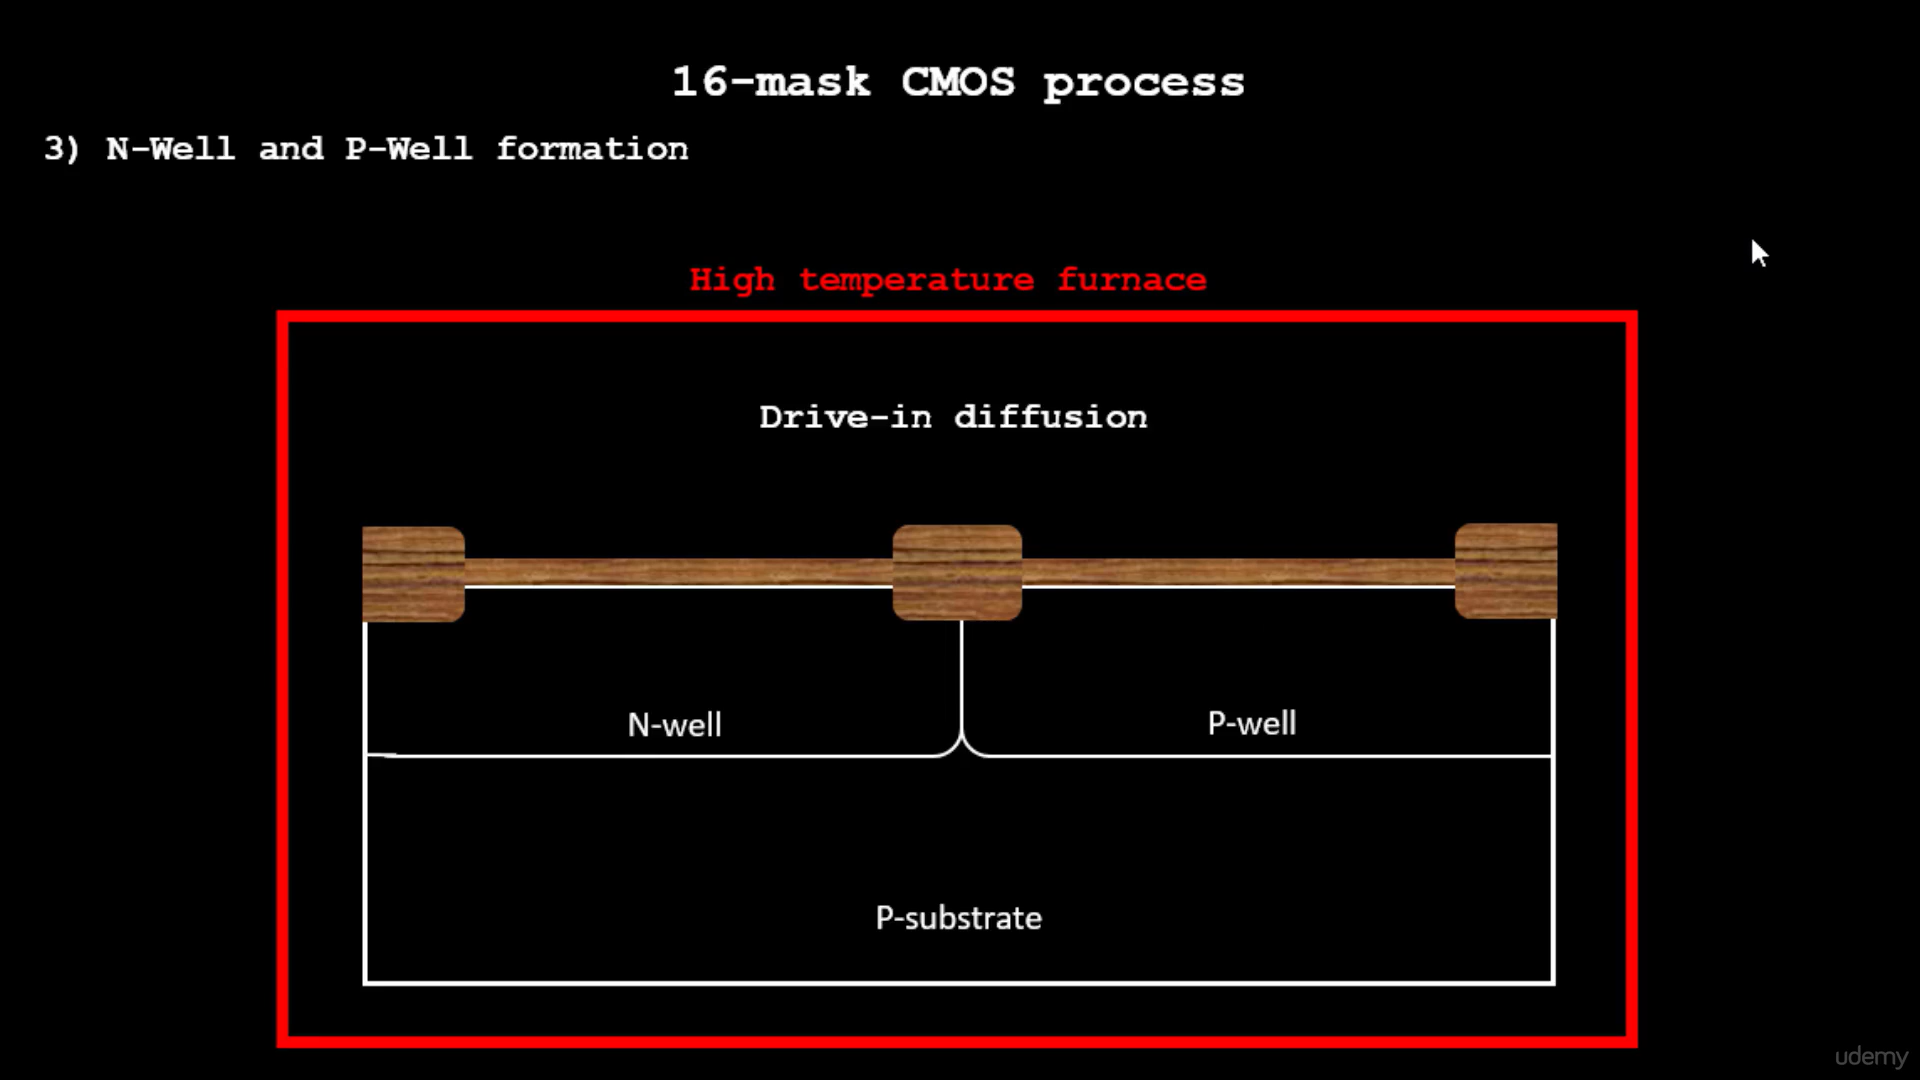 16-mask CMOS process
3) N-Well and P-Well formation
High temperature furnace
Drive-in diffusion
N-well
P-well
P-substrate
udemy